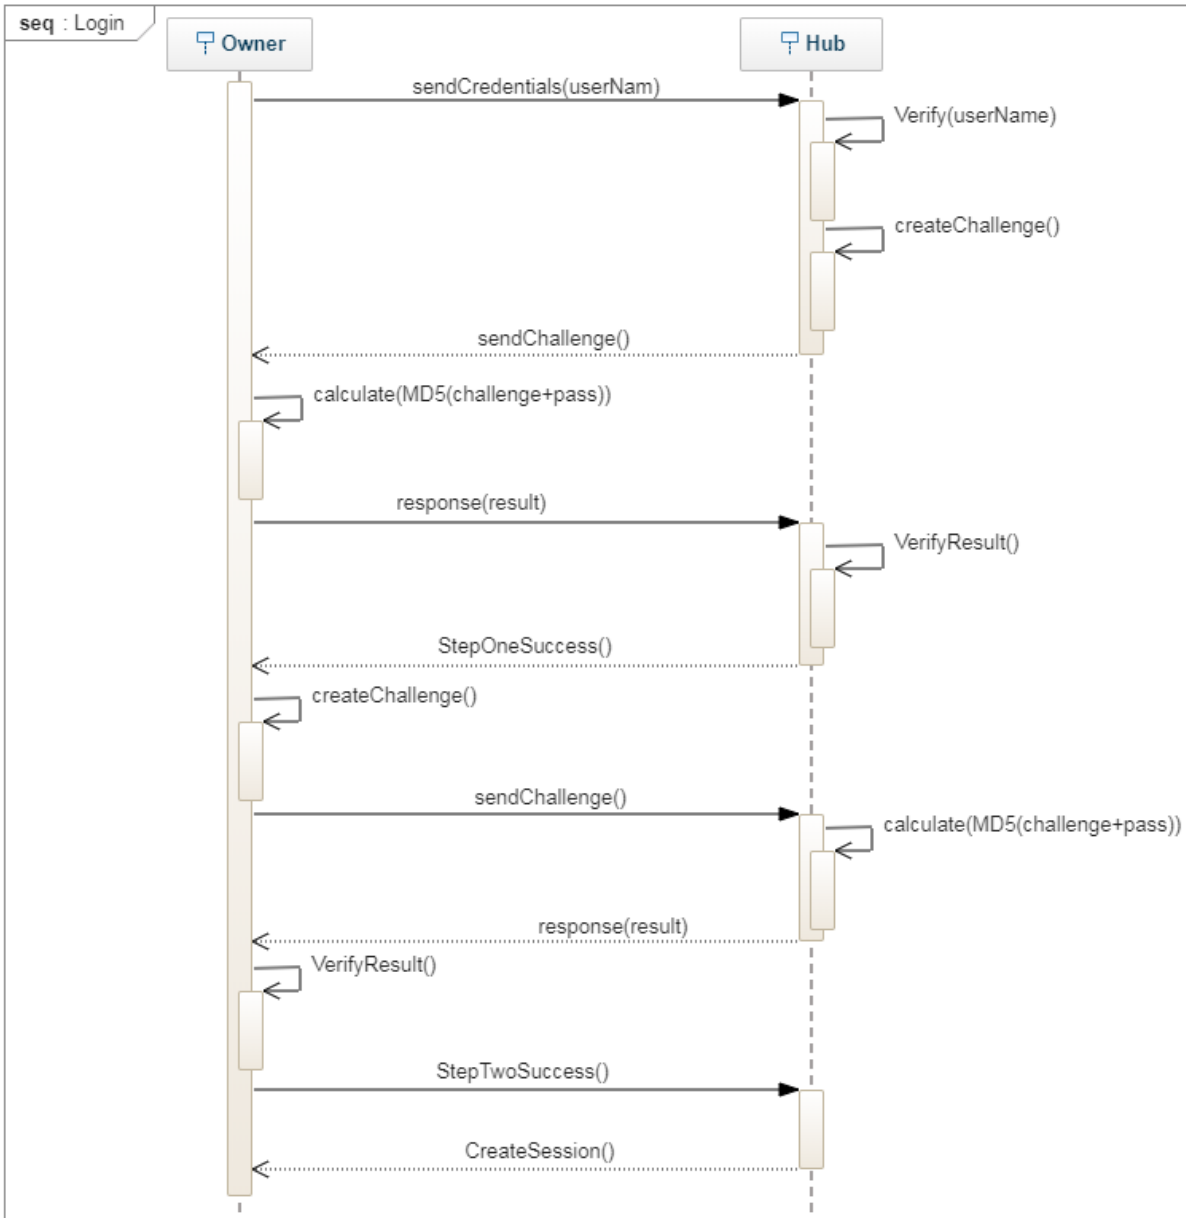 seq : Login
Owner
Hub
sendCredentials(userNam)
Verify(userName)
createChallenge()
sendChallenge()
calculate(MD5(challenge+pass))
response(result)
VerifyResult()
StepOneSuccess()
createChallenge()
sendChallenge()
calculate(MD5(challenge+pass))
response(result)
VerifyResult()
StepTwoSuccess()
CreateSession()